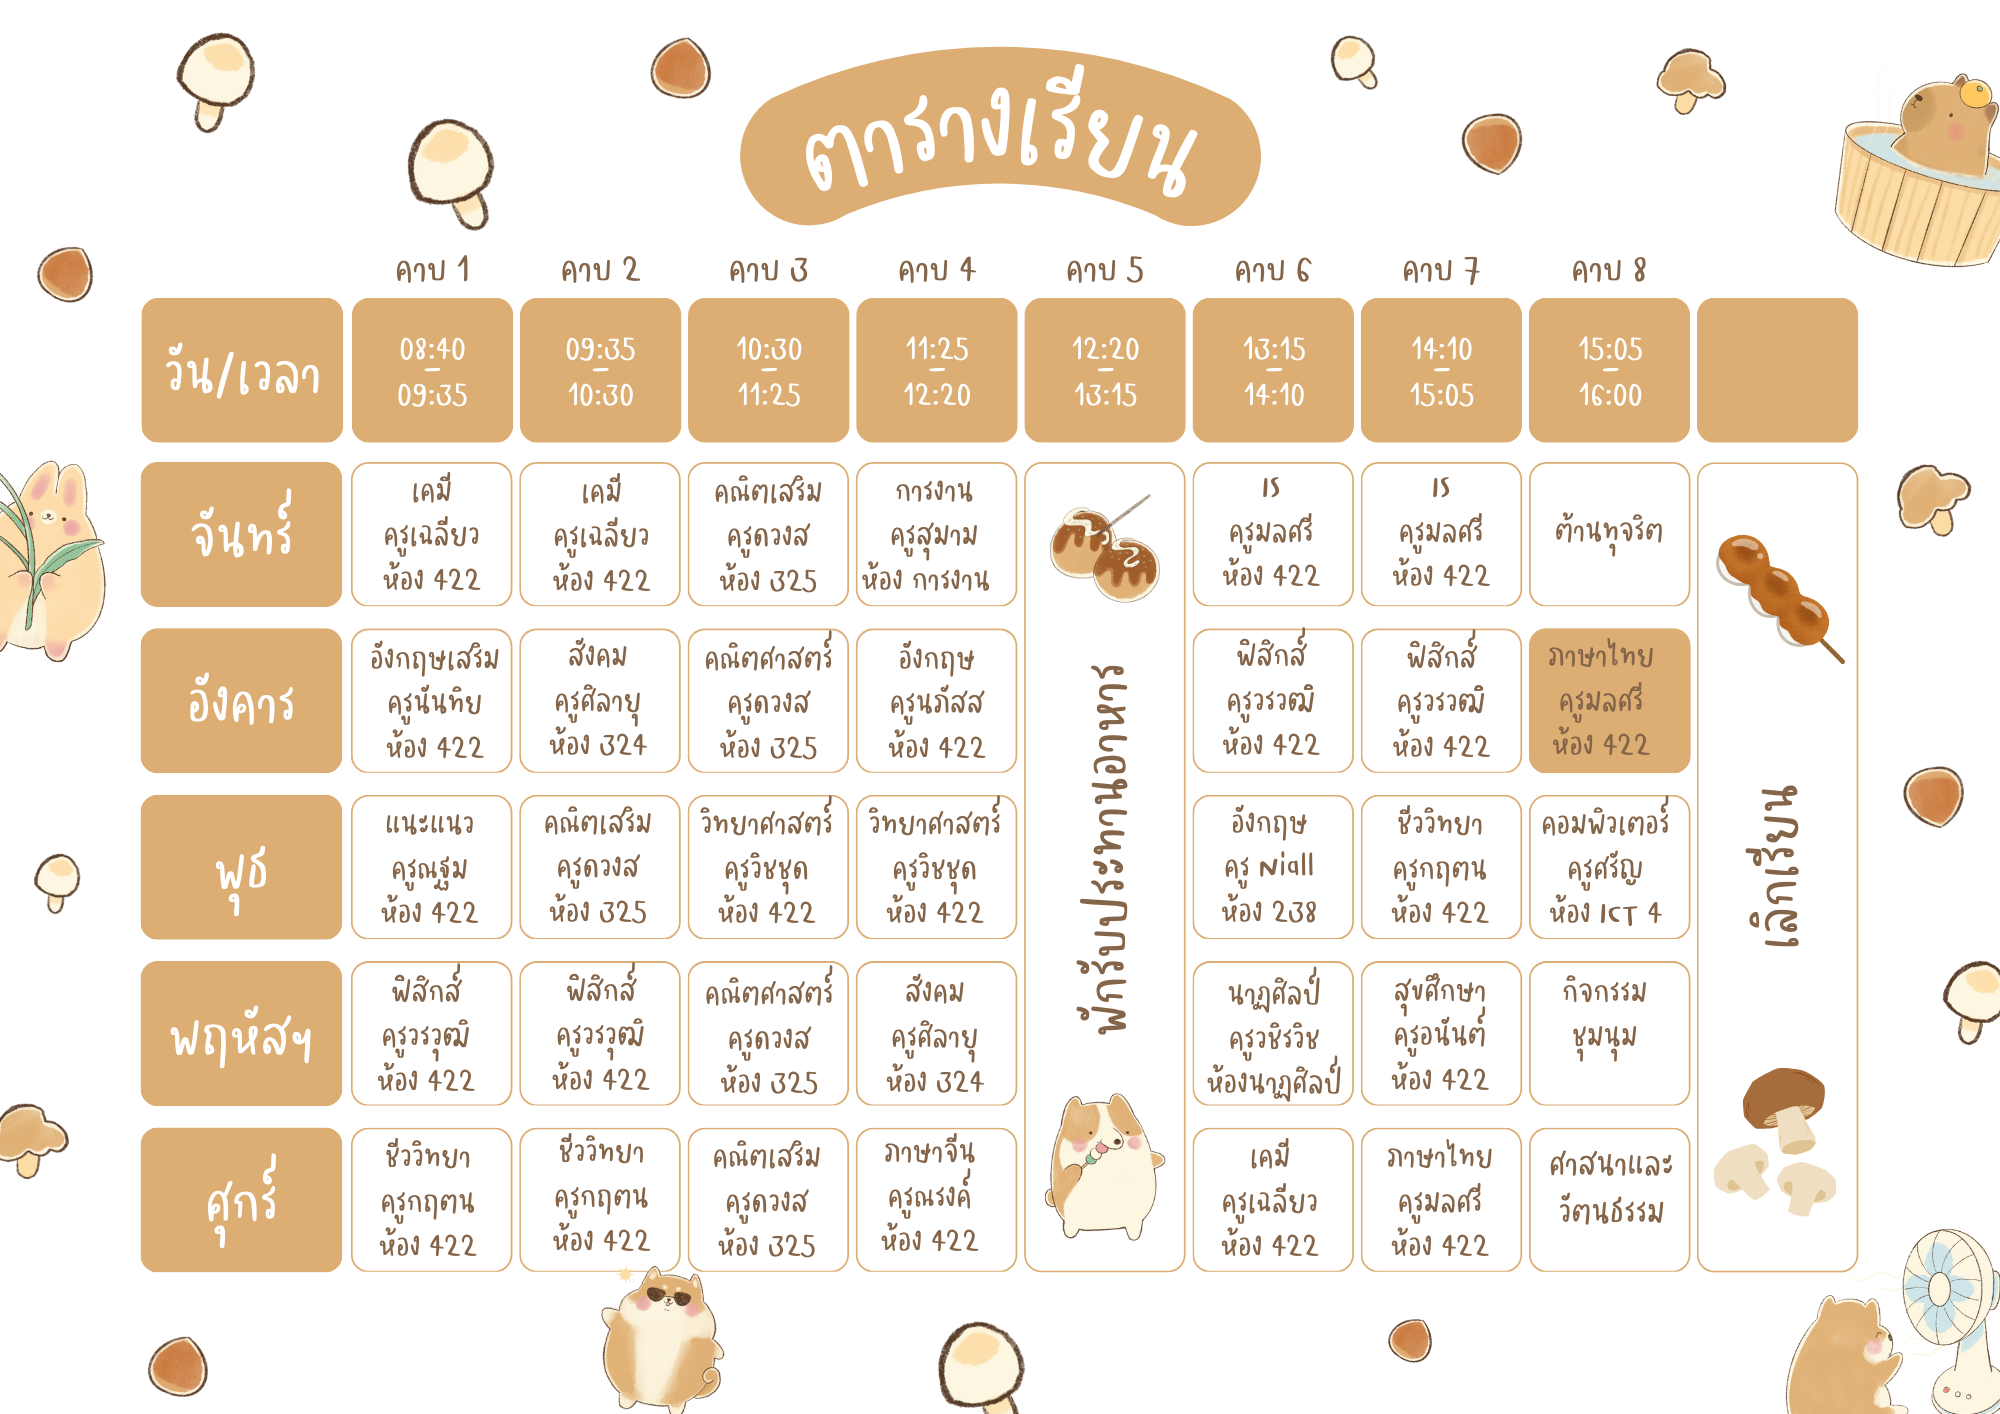 ตารางเรียน
คาบ 1 คาบ 2 คาบ 3 คาบ 4 คาบ 5 คาบ 6 คาบ 7 คาบ 8
วัน/เวลา
08:40 – 09:35
09:35 – 10:30
10:30 – 11:25
11:25 – 12:20
12:20 – 13:15
13:15 – 14:10
14:10 – 15:05
15:05 – 16:00
จันทร์
เคมี
ครูเฉลียว
ห้อง 422
เคมี
ครูเฉลียว
ห้อง 422
คณิตเสริม
ครูดวงส
ห้อง 325
การงาน
ครูสุมาม
ห้อง การงาน
IS
ครูมลศรี
ห้อง 422
IS
ครูมลศรี
ห้อง 422
ต้านทุจริต
อังคาร
อังกฤษเสริม
ครูนันทิย
ห้อง 422
สังคม
ครูศิลายุ
ห้อง 324
คณิตศาสตร์
ครูดวงส
ห้อง 325
อังกฤษ
ครูนภัสส
ห้อง 422
ฟิสิกส์
ครูวรวุฒิ
ห้อง 422
ฟิสิกส์
ครูวรวุฒิ
ห้อง 422
ภาษาไทย
ครูมลศรี
ห้อง 422
พุธ
แนะแนว
ครูณฐม
ห้อง 422
คณิตเสริม
ครูดวงส
ห้อง 325
วิทยาศาสตร์
ครูวิชชุด
ห้อง 422
วิทยาศาสตร์
ครูวิชชุด
ห้อง 422
อังกฤษ
ครู Niall
ห้อง 238
ชีววิทยา
ครูกฤตน
ห้อง 422
คอมพิวเตอร์
ครูศรัญ
ห้อง ICT 4
พฤหัสฯ
ฟิสิกส์
ครูวรวุฒิ
ห้อง 422
ฟิสิกส์
ครูวรวุฒิ
ห้อง 422
คณิตศาสตร์
ครูดวงส
ห้อง 325
สังคม
ครูศิลายุ
ห้อง 324
นาฏศิลป์
ครูวชิรวิช
ห้องนาฏศิลป์
สุขศึกษา
ครูอนันต์
ห้อง 422
กิจกรรม
ชุมนุม
ศุกร์
ชีววิทยา
ครูกฤตน
ห้อง 422
ชีววิทยา
ครูกฤตน
ห้อง 422
คณิตเสริม
ครูดวงส
ห้อง 325
ภาษาจีน
ครูณรงค์
ห้อง 422
เคมี
ครูเฉลียว
ห้อง 422
ภาษาไทย
ครูมลศรี
ห้อง 422
ศาสนาและ
วัฒนธรรม
พักรับประทานอาหาร
เลิกเรียน